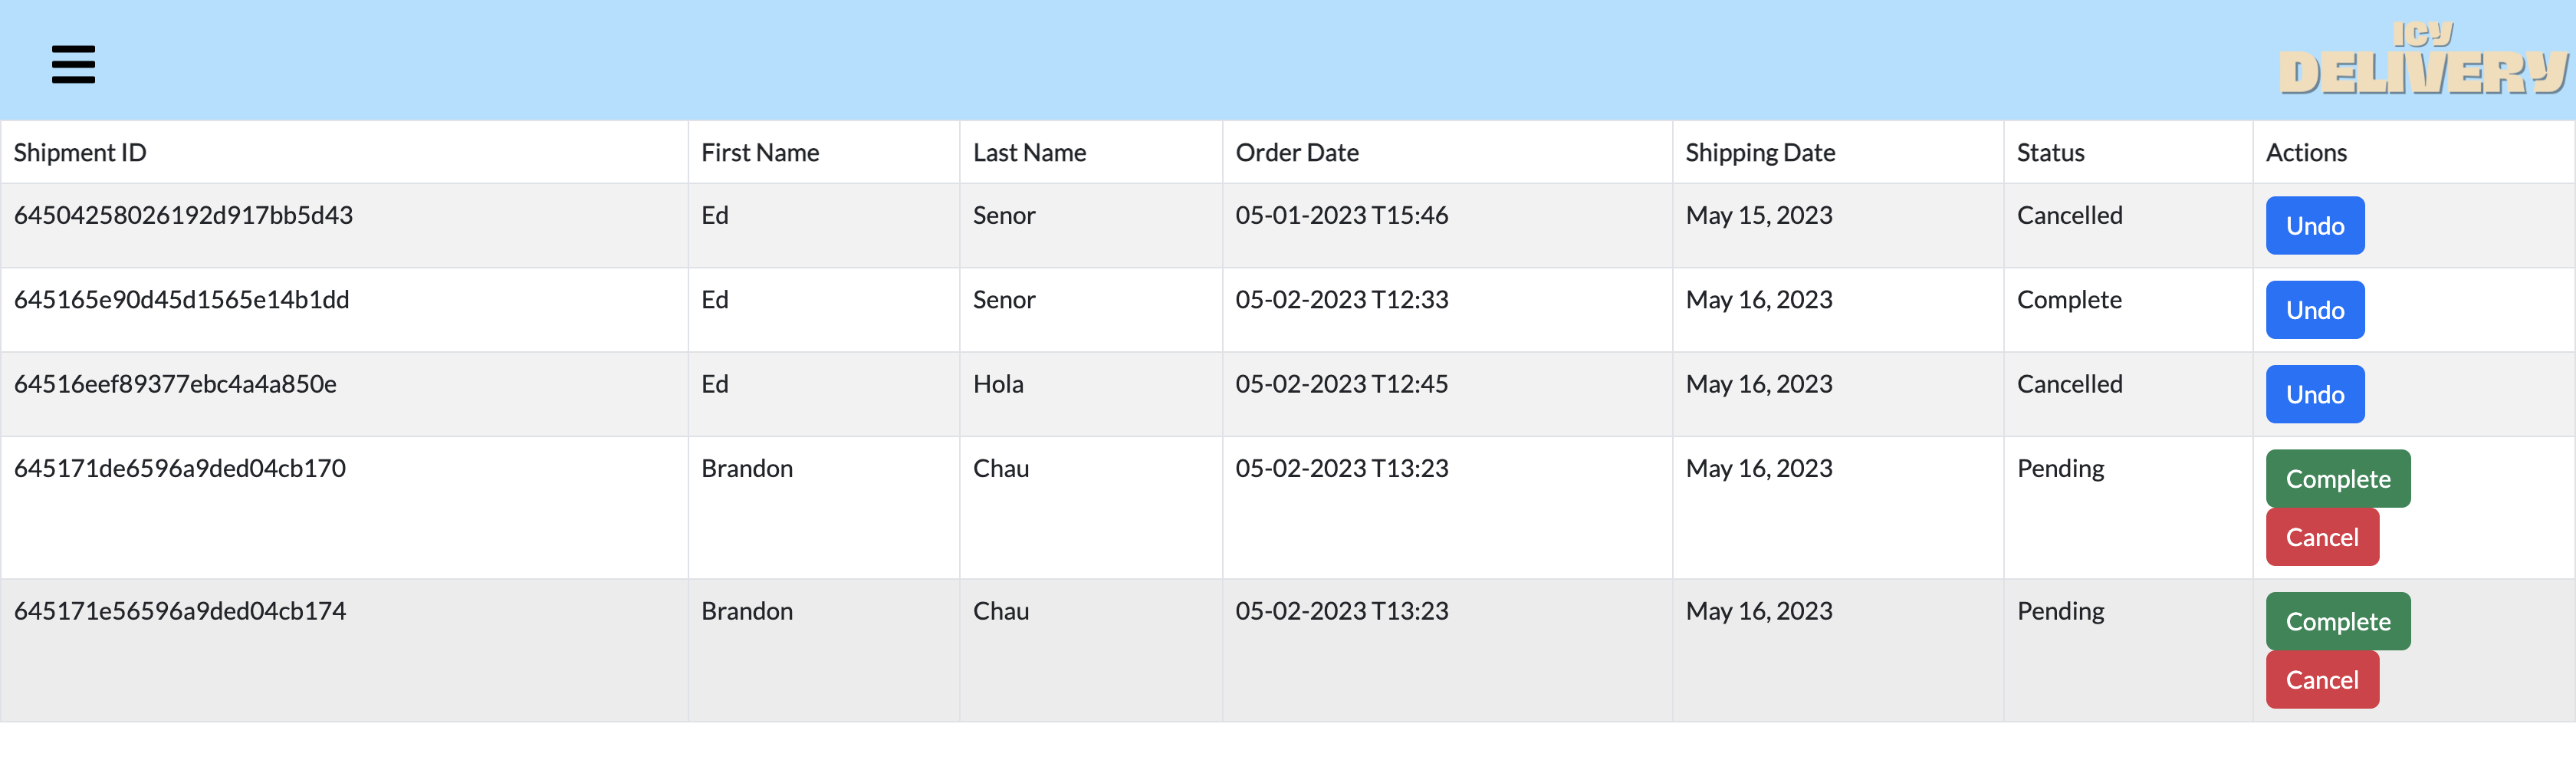 ICY
DELIVERY
Shipment ID First Name Last Name Order Date Shipping Date Status Actions
64504258026192d917bb5d43 Ed Senor 05-01-2023 T15:46 May 15, 2023 Cancelled Undo
645165e90d45d1565e14b1dd Ed Senor 05-02-2023 T12:33 May 16, 2023 Complete Undo
64516eef89377ebc4a4a850e Ed Hola 05-02-2023 T12:45 May 16, 2023 Cancelled Undo
645171de6596a9ded04cb170 Brandon Chau 05-02-2023 T13:23 May 16, 2023 Pending Complete
Cancel
645171e56596a9ded04cb174 Brandon Chau 05-02-2023 T13:23 May 16, 2023 Pending Complete
Cancel